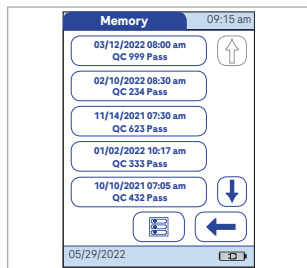 Memory 09:15 am
03/12/2022 08:00 am
QC 999 Pass
02/10/2022 08:30 am
QC 234 Pass
11/14/2021 07:30 am
QC 623 Pass
01/02/2022 10:17 am
QC 333 Pass
10/10/2021 07:05 am
QC 432 Pass
05/29/2022